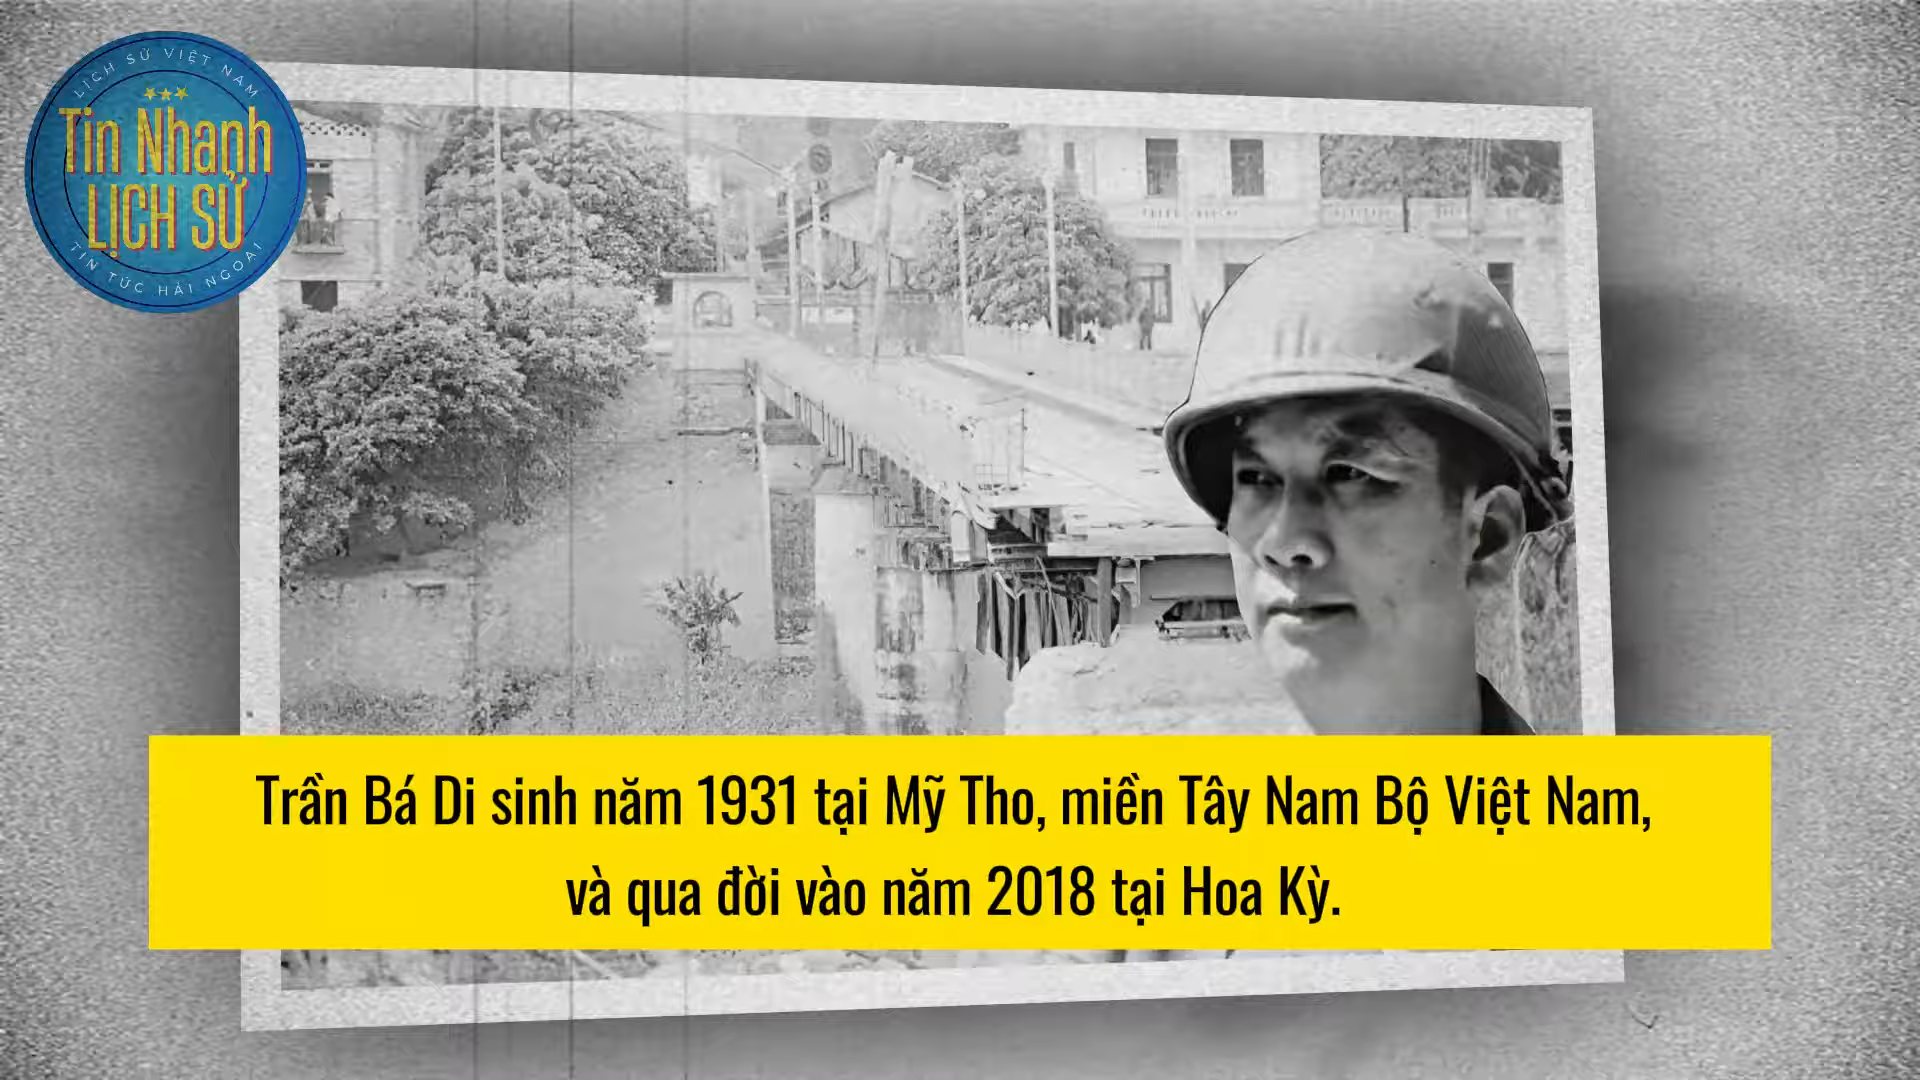 LỊCH SỬ VIỆT NAM
Tin Nhanh
LỊCH SỬ
TIN TỨC HẢI NGOẠI
Trần Bá Di sinh năm 1931 tại Mỹ Tho, miền Tây Nam Bộ Việt Nam,
và qua đời vào năm 2018 tại Hoa Kỳ.